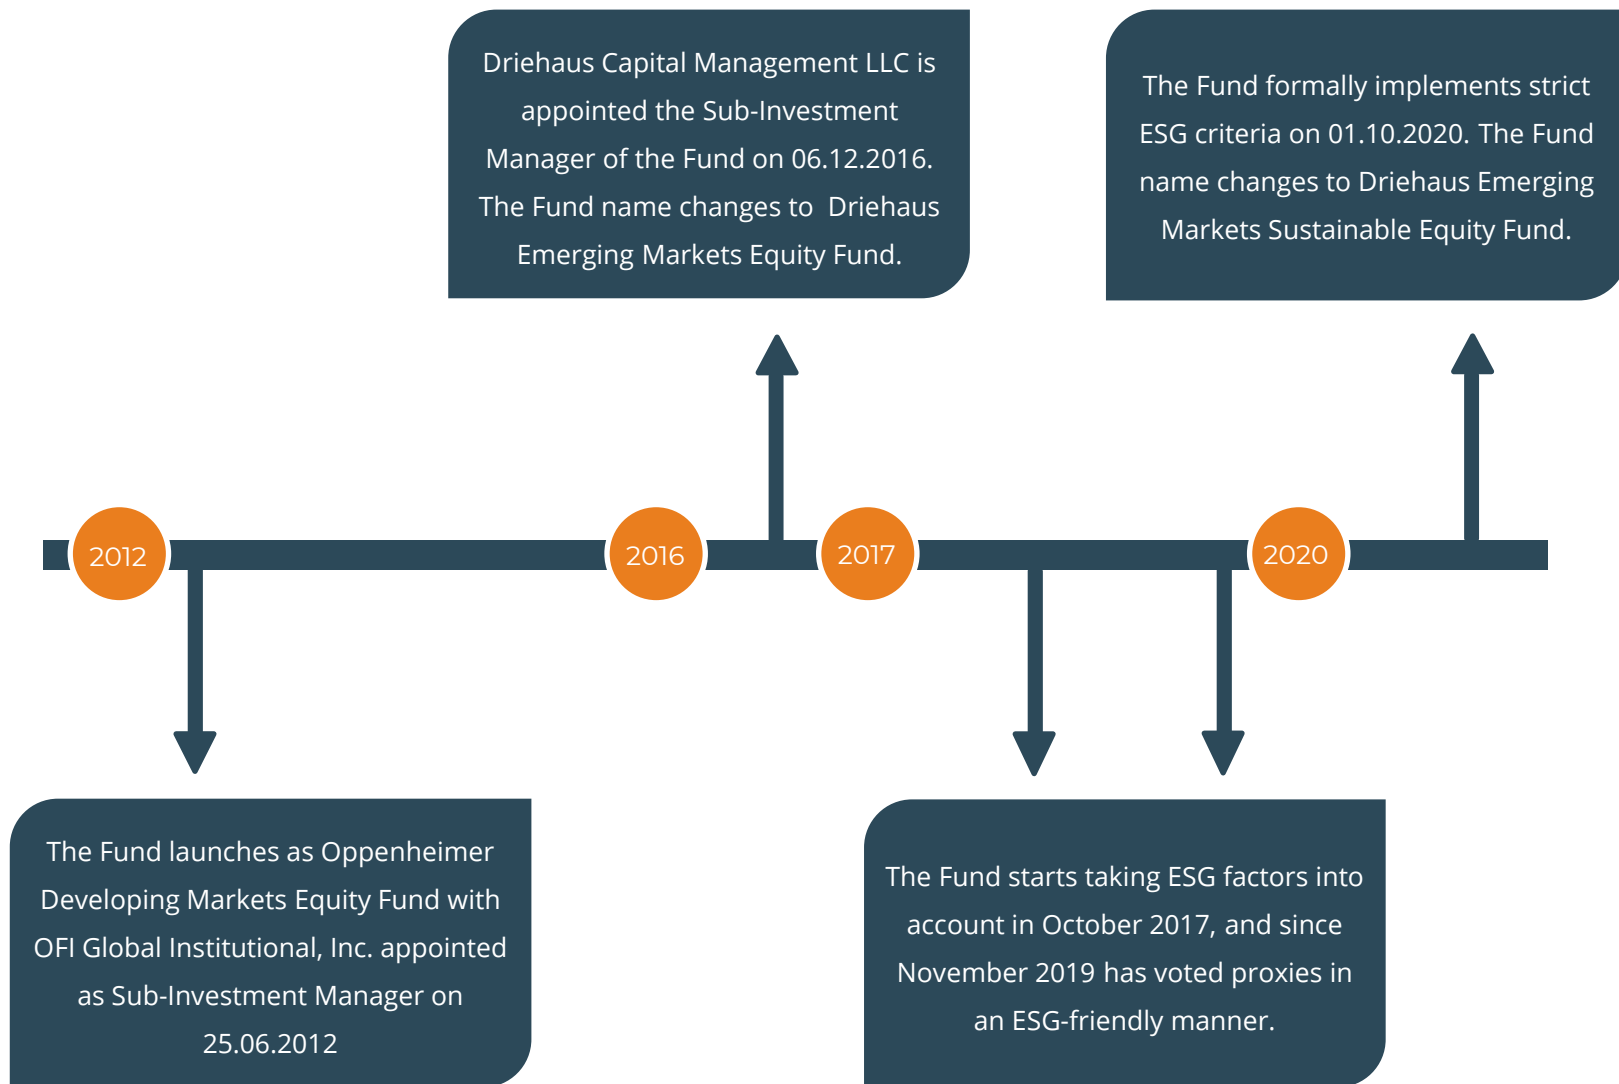 Driehaus Capital Management LLC is
appointed the Sub-Investment
Manager of the Fund on 06.12.2016.
The Fund name changes to  Driehaus
Emerging Markets Equity Fund.
The Fund formally implements strict
ESG criteria on 01.10.2020. The Fund
name changes to Driehaus Emerging
Markets Sustainable Equity Fund.
2012
2016
2017
2020
The Fund launches as Oppenheimer
Developing Markets Equity Fund with
OFI Global Institutional, Inc. appointed
as Sub-Investment Manager on
25.06.2012
The Fund starts taking ESG factors into
account in October 2017, and since
November 2019 has voted proxies in
an ESG-friendly manner.